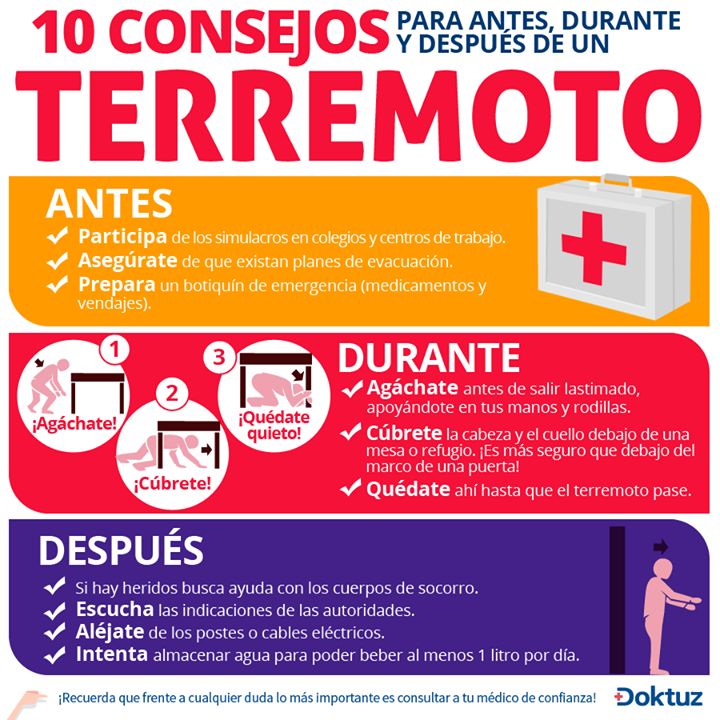 10 CONSEJOS PARA ANTES, DURANTE
Y DESPUÉS DE UN
TERREMOTO
ANTES
Participa de los simulacros en colegios y centros de trabajo.
Asegúrate de que existan planes de evacuación.
Prepara un botiquín de emergencia (medicamentos y
vendajes).
1
¡Agáchate!
2
¡Cúbrete!
3
¡Quédate
quieto!
DURANTE
Agáchate antes de salir lastimado,
apoyándote en tus manos y rodillas.
Cúbrete la cabeza y el cuello debajo de una
mesa o refugio. ¡Es más seguro que debajo del
marco de una puerta!
Quédate ahí hasta que el terremoto pase.
DESPUÉS
Si hay heridos busca ayuda con los cuerpos de socorro.
Escucha las indicaciones de las autoridades.
Aléjate de los postes o cables eléctricos.
Intenta almacenar agua para poder beber al menos 1 litro por día.
¡Recuerda que frente a cualquier duda lo más importante es consultar a tu médico de confianza!
Doktuz